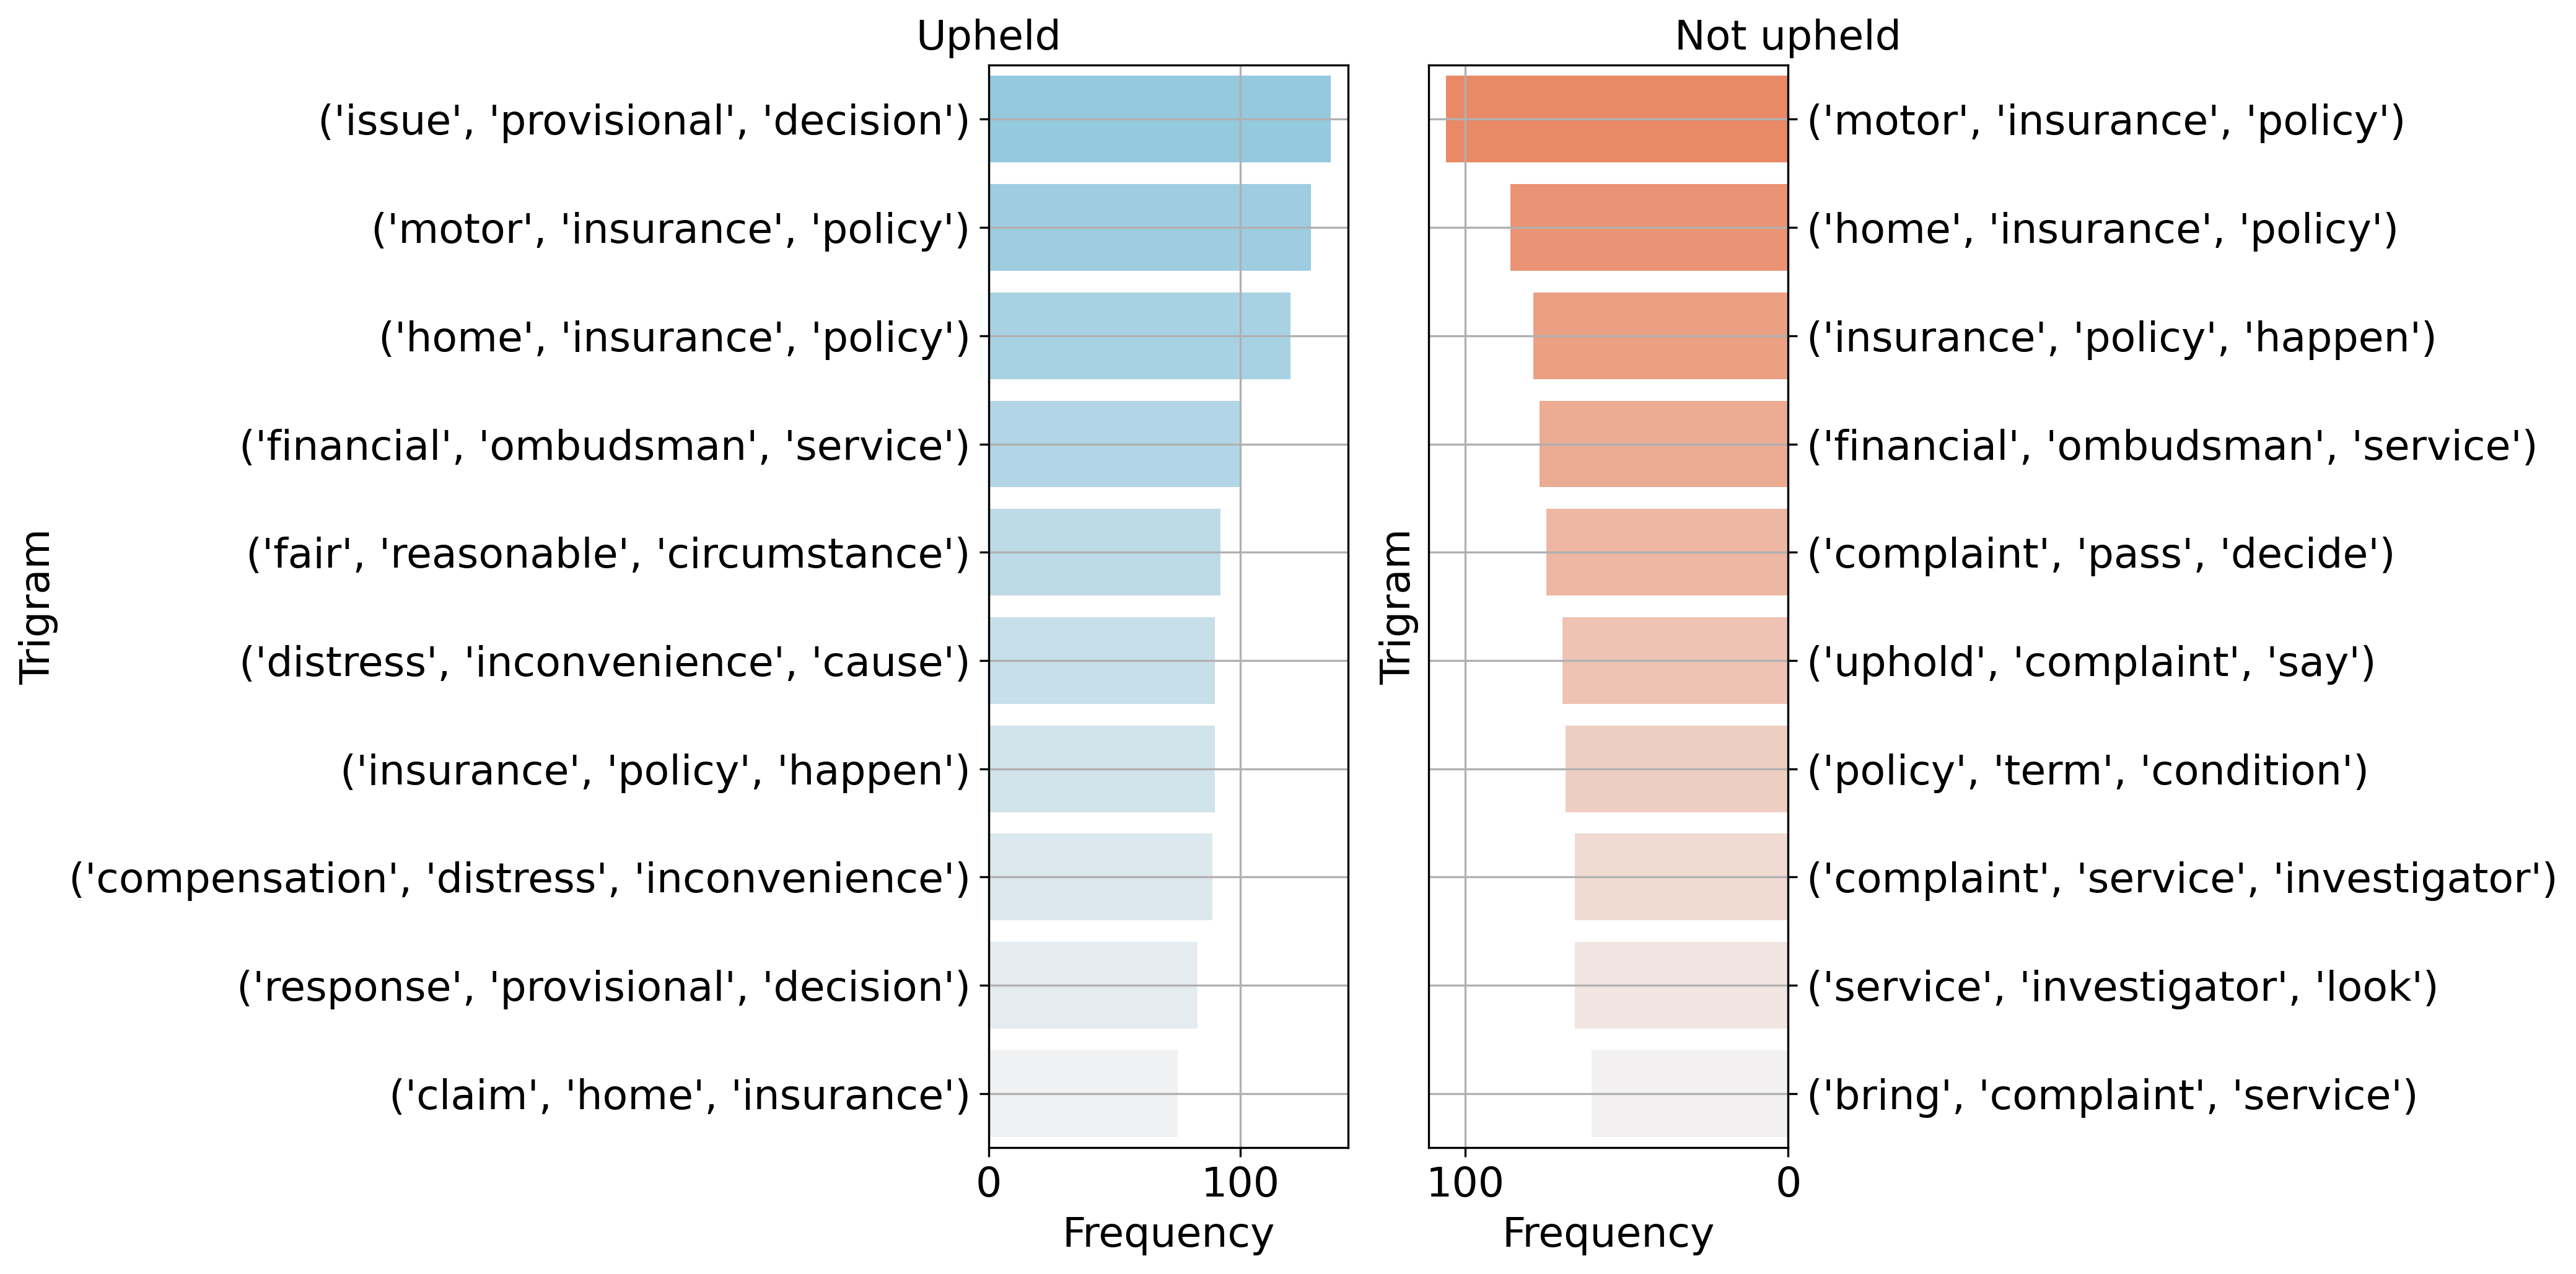 Upheld
Trigram
('issue', 'provisional', 'decision')
('motor', 'insurance', 'policy')
('home', 'insurance', 'policy')
('financial', 'ombudsman', 'service')
('fair', 'reasonable', 'circumstance')
('distress', 'inconvenience', 'cause')
('insurance', 'policy', 'happen')
('compensation', 'distress', 'inconvenience')
('response', 'provisional', 'decision')
('claim', 'home', 'insurance')
0 100
Frequency
Not upheld
Trigram
('motor', 'insurance', 'policy')
('home', 'insurance', 'policy')
('insurance', 'policy', 'happen')
('financial', 'ombudsman', 'service')
('complaint', 'pass', 'decide')
('uphold', 'complaint', 'say')
('policy', 'term', 'condition')
('complaint', 'service', 'investigator')
('service', 'investigator', 'look')
('bring', 'complaint', 'service')
100 0
Frequency